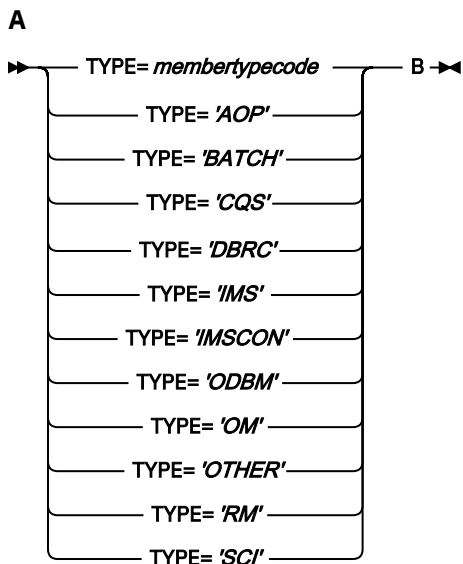 A
TYPE= membertypecode B
TYPE= 'AOP'
TYPE= 'BATCH'
TYPE= 'CQS'
TYPE= 'DBRC'
TYPE= 'IMS'
TYPE= 'IMSCON'
TYPE= 'ODBM'
TYPE= 'OM'
TYPE= 'OTHER'
TYPE= 'RM'
TYPE= 'SCI'